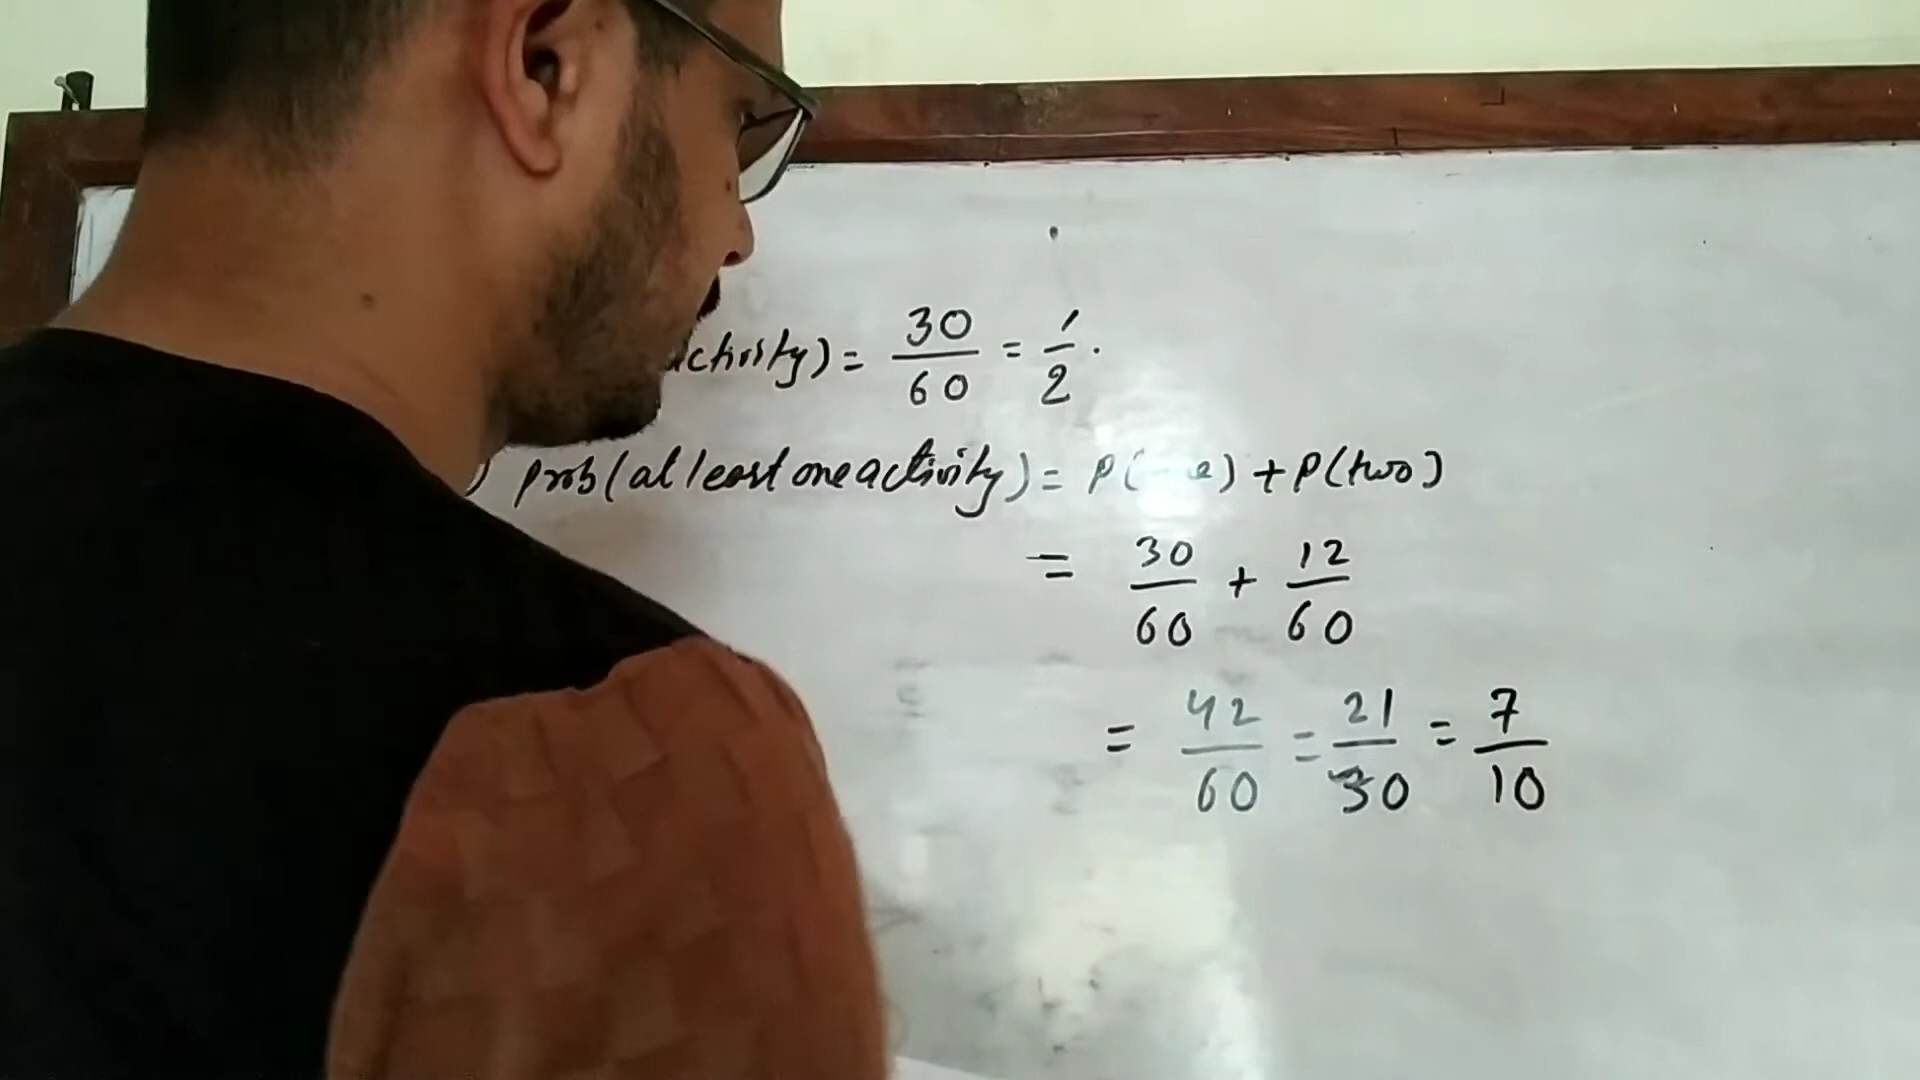 activity) = 30/60 = 1/2.
) prob(at least one activity) = P( e) + P(two)
= 30/60 + 12/60
= 42/60 = 21/30 = 7/10